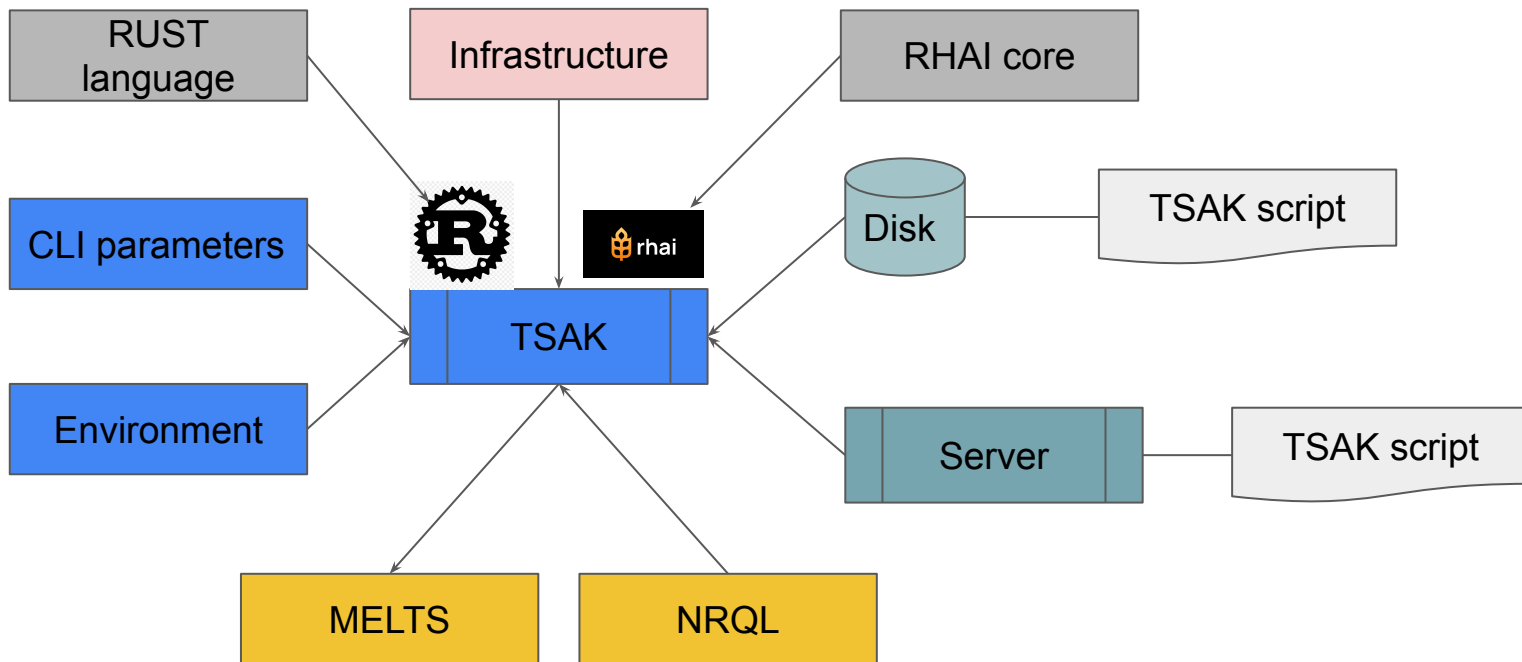 RUST
language
Infrastructure
RHAI core
CLI parameters
R
rhai
Disk
TSAK script
TSAK
Environment
Server
TSAK script
MELTS
NRQL